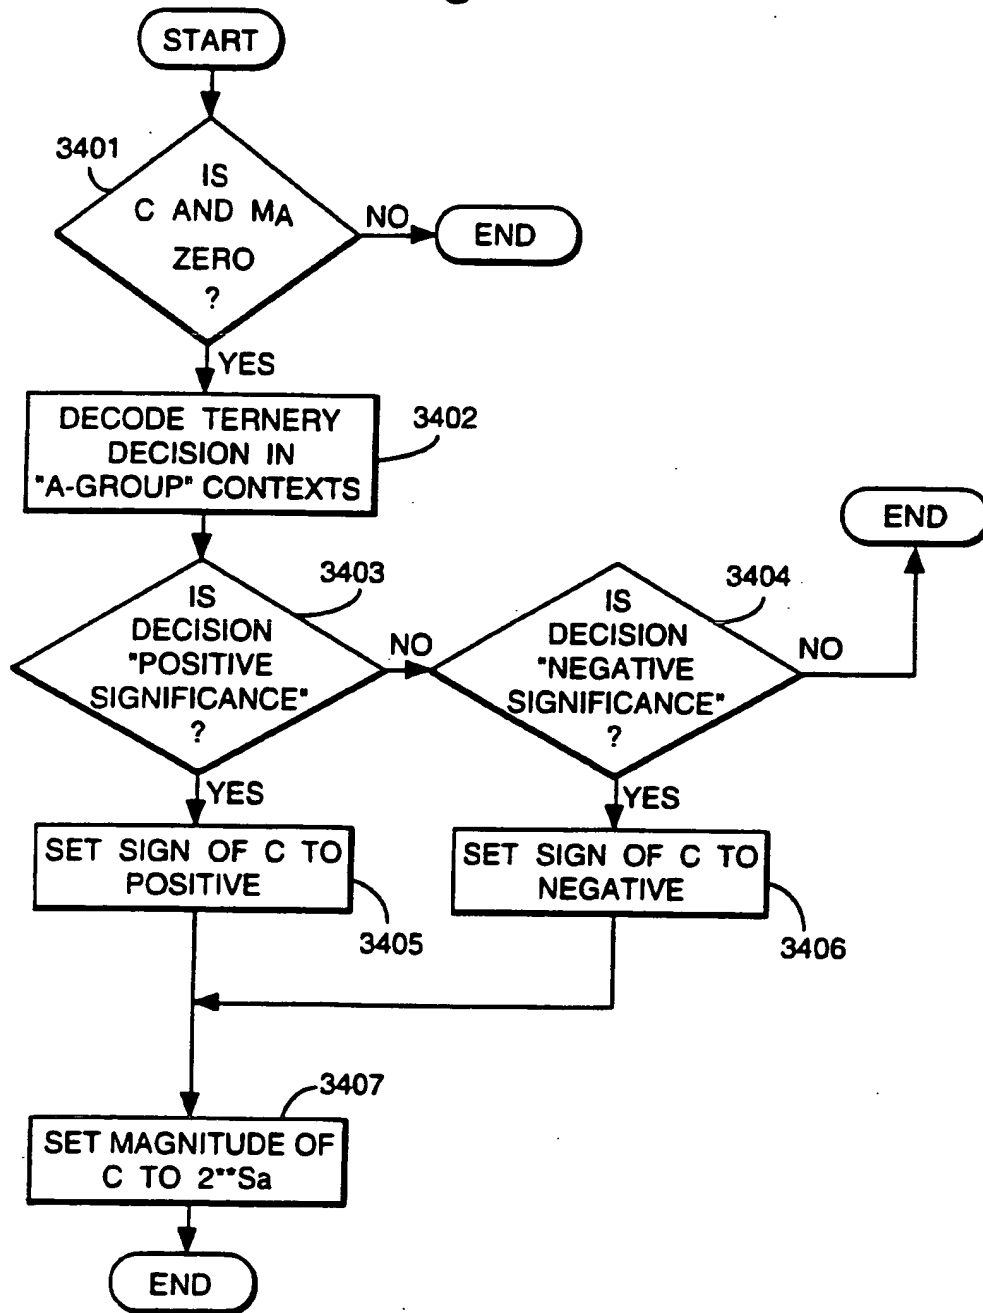 START
3401
IS
C AND MA
ZERO
?
NO
END
YES
DECODE TERNERY
DECISION IN
"A-GROUP" CONTEXTS
3402
END
3403
IS
DECISION
"POSITIVE
SIGNIFICANCE"
?
NO
3404
IS
DECISION
"NEGATIVE
SIGNIFICANCE"
?
NO
YES
YES
SET SIGN OF C TO
POSITIVE
3405
SET SIGN OF C TO
NEGATIVE
3406
3407
SET MAGNITUDE OF
C TO 2**Sa
END